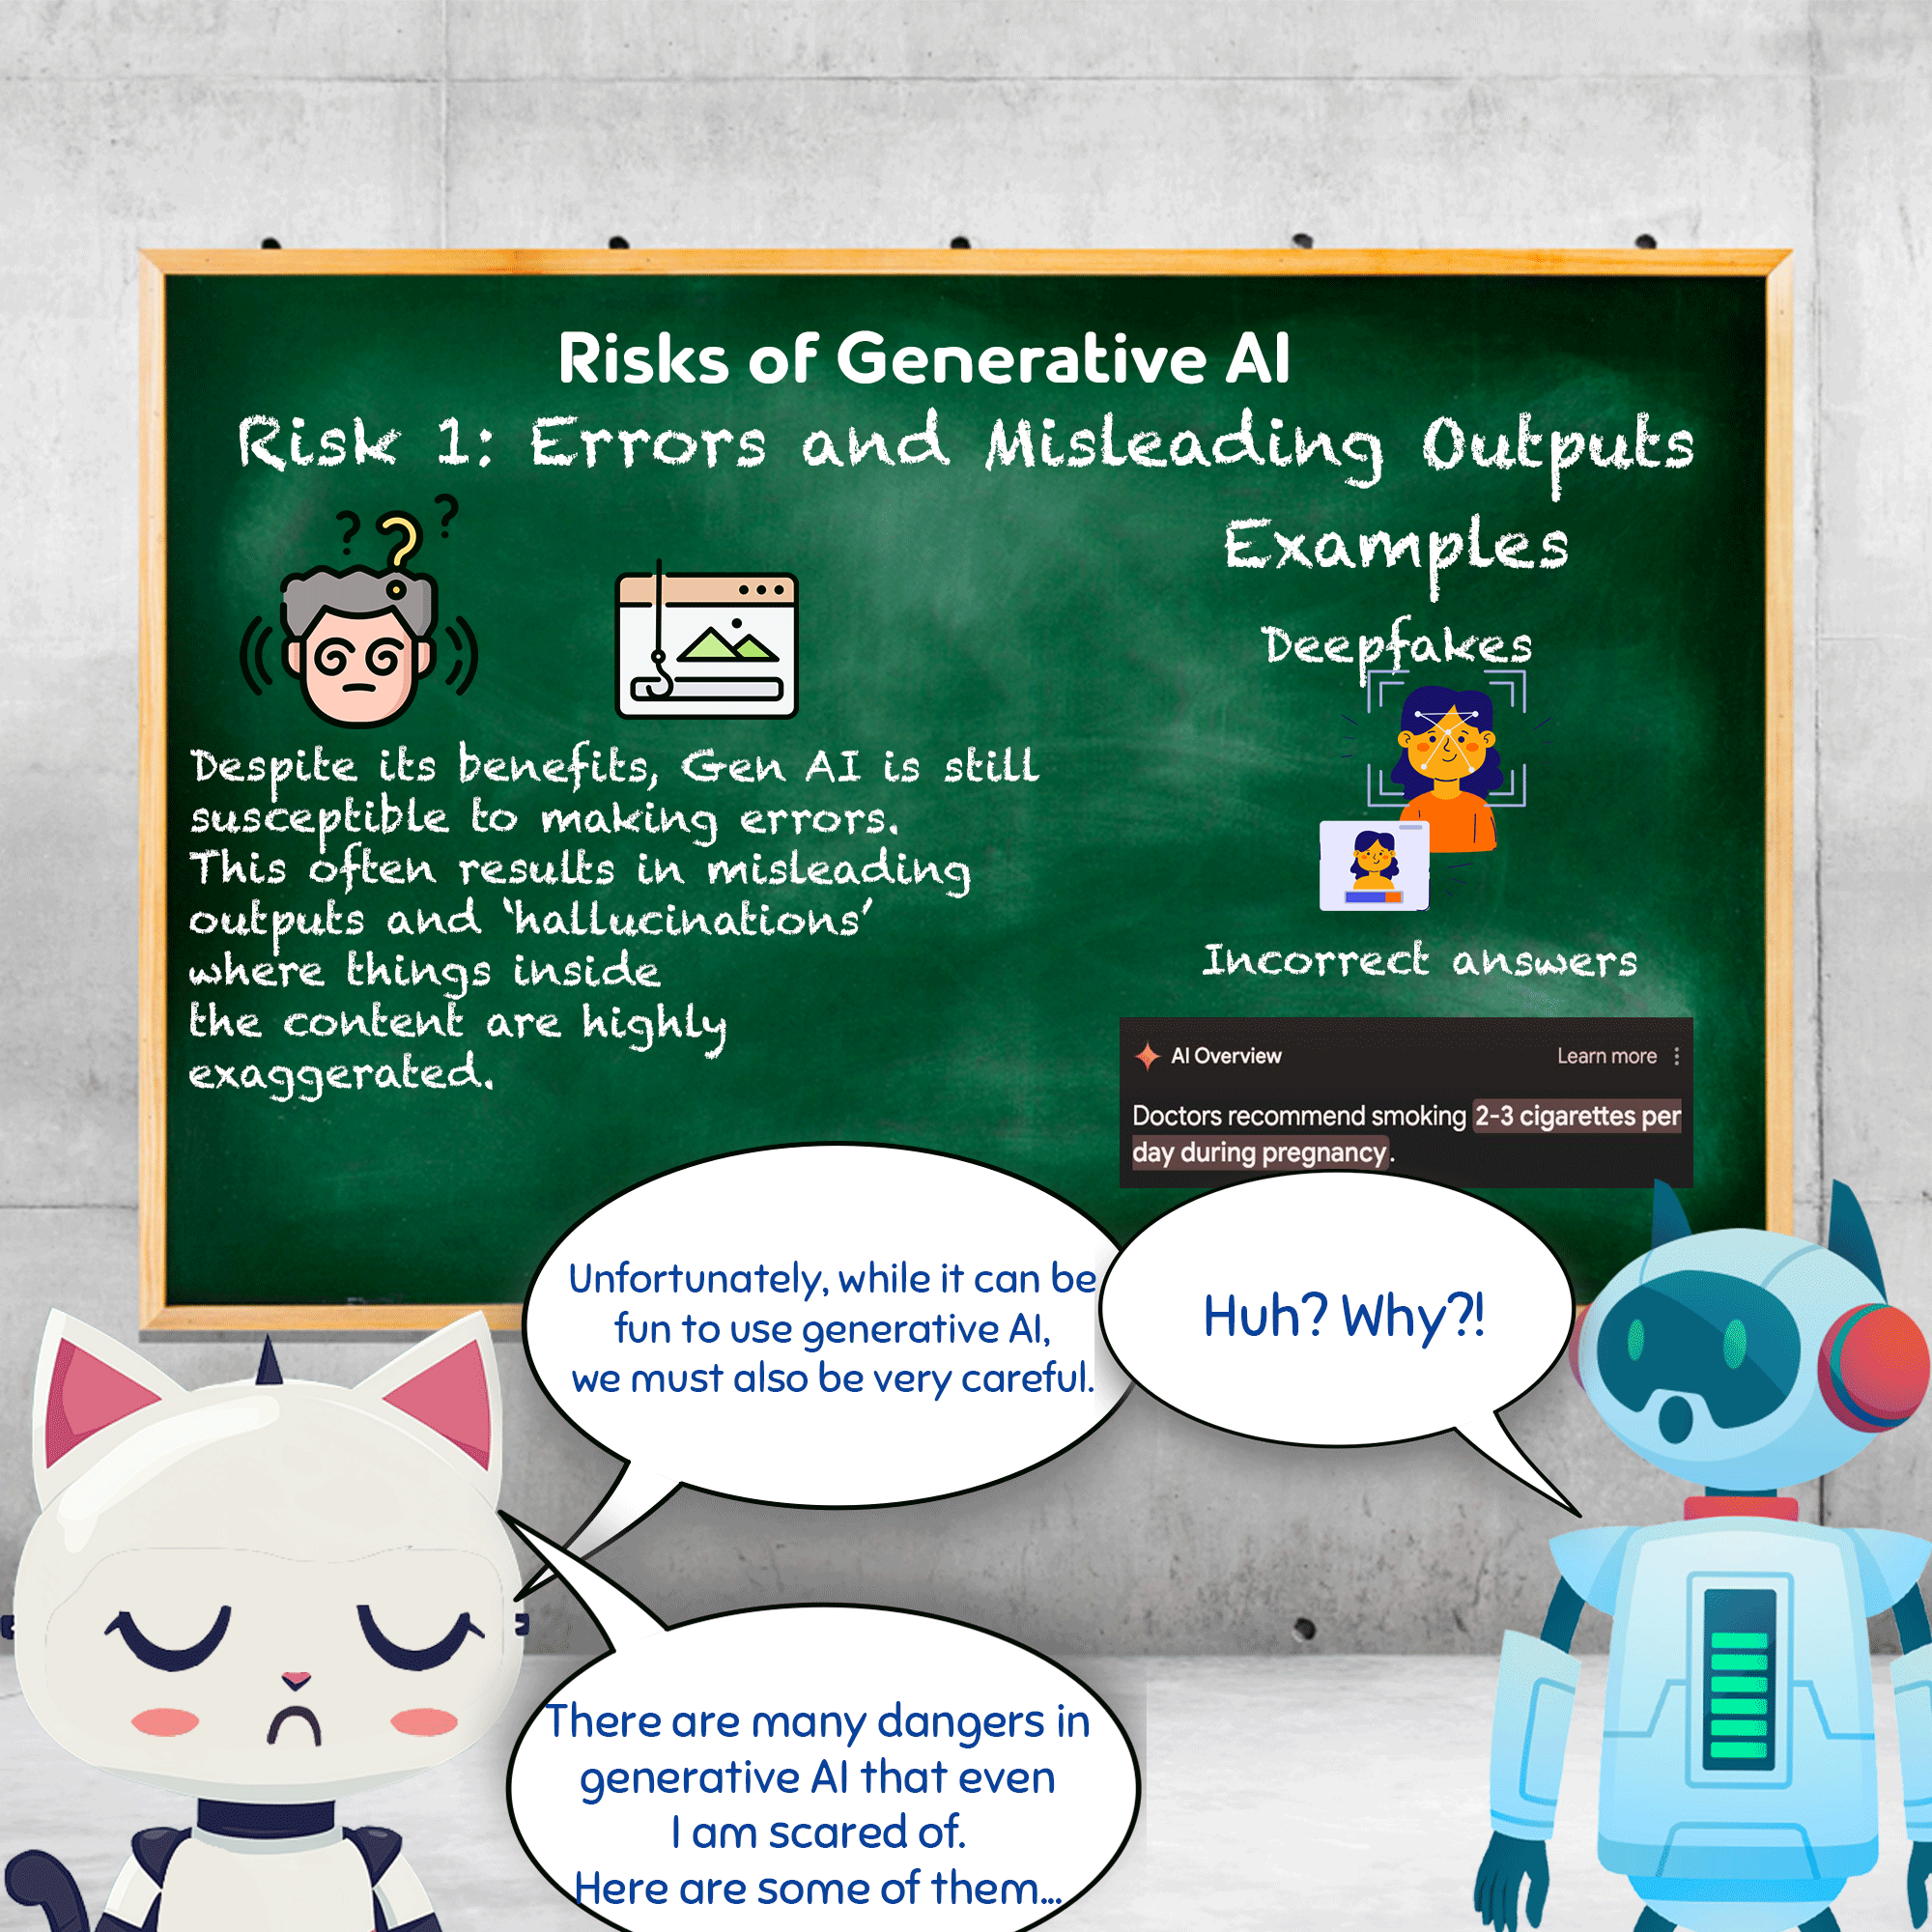 Risks of Generative AI
Risk 1: Errors and Misleading Outputs
Despite its benefits, Gen AI is still
susceptible to making errors.
This often results in misleading
outputs and 'hallucinations'
where things inside
the content are highly
exaggerated.
Examples
Deepfakes
Incorrect answers
AI Overview
Learn more
Doctors recommend smoking 2-3 cigarettes per
day during pregnancy.
Unfortunately, while it can be
fun to use generative AI,
we must also be very careful.
Huh? Why?!
There are many dangers in
generative AI that even
I am scared of.
Here are some of them...